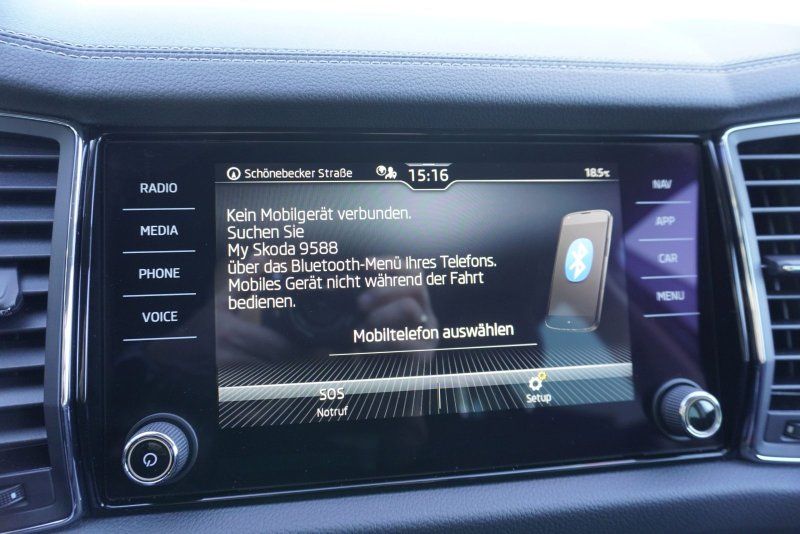 Schönebecker Straße
15:16
18.5°C
RADIO
MEDIA
PHONE
VOICE
Kein Mobilgerät verbunden.
Suchen Sie
My Skoda 9588
über das Bluetooth-Menü Ihres Telefons.
Mobiles Gerät nicht während der Fahrt
bedienen.
Mobiltelefon auswählen
SOS
Notruf
Setup
NAV
APP
CAR
MENU